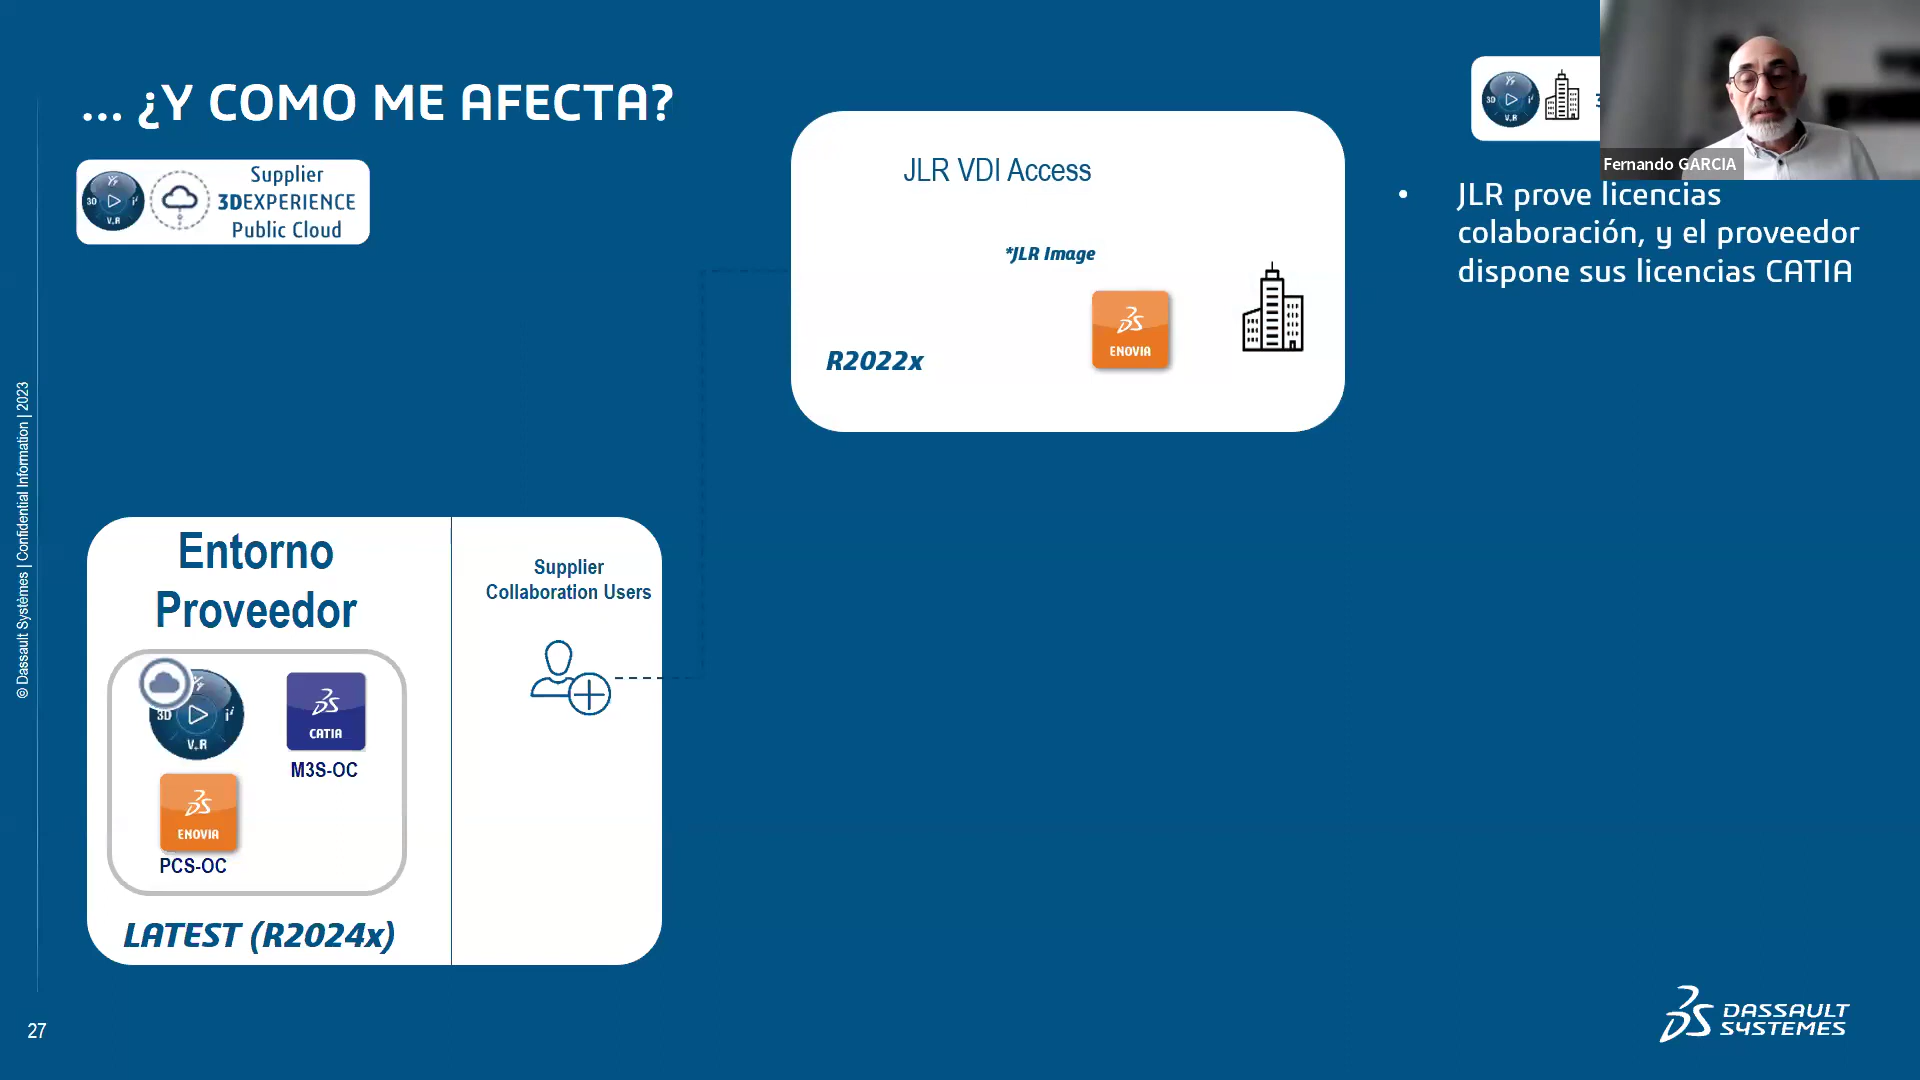 ... ¿Y COMO ME AFECTA?
3D
V.R
Supplier
3DEXPERIENCE
Public Cloud
JLR VDI Access
*JLR Image
R2022x
ENOVIA
3D
V.R
Fernando GARCIA
• JLR prove licencias
colaboración, y el proveedor
dispone sus licencias CATIA
Entorno
Proveedor
3D
V.R
CATIA
M3S-OC
ENOVIA
PCS-OC
LATEST (R2024x)
Supplier
Collaboration Users
© Dassault Systèmes | Confidential Information | 2023
27
DASSAULT
SYSTEMES